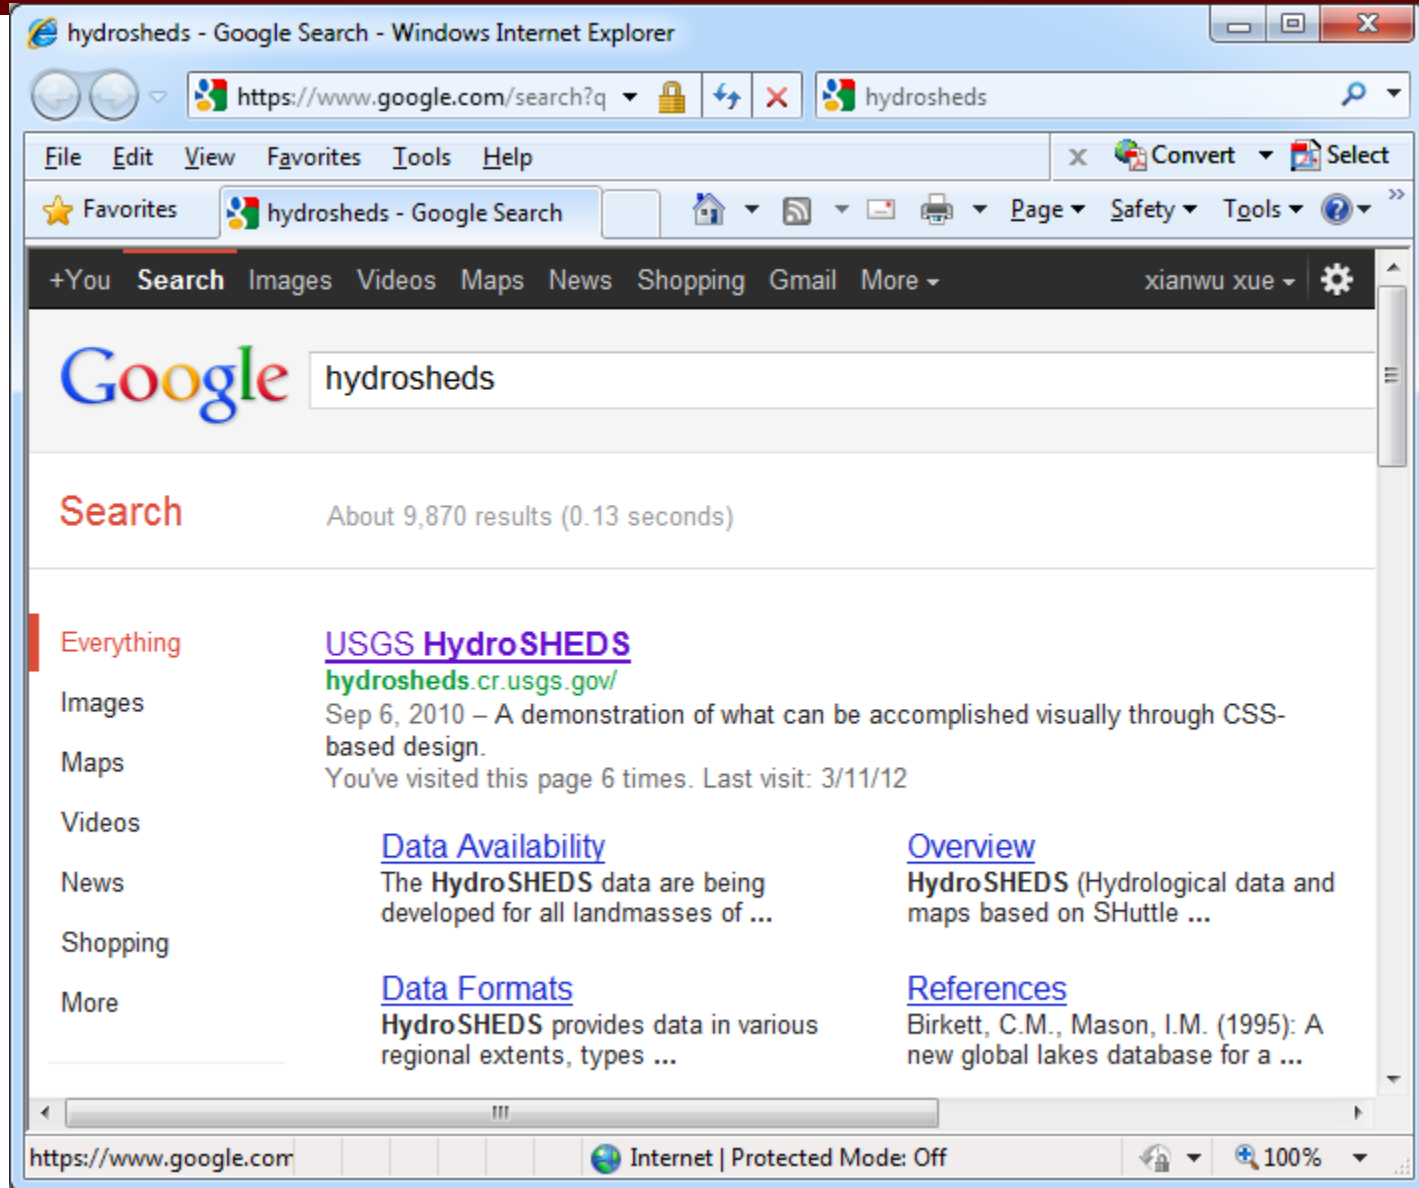 hydrosheds - Google Search - Windows Internet Explorer
https://www.google.com/search?q
hydrosheds
File Edit View Favorites Tools Help
x Convert Select
Favorites
hydrosheds - Google Search
Page Safety Tools
+You Search Images Videos Maps News Shopping Gmail More
xianwu xue
Google
hydrosheds
Search
About 9,870 results (0.13 seconds)
Everything
Images
Maps
Videos
News
Shopping
More
USGS HydroSHEDS
hydrosheds.cr.usgs.gov/
Sep 6, 2010 – A demonstration of what can be accomplished visually through CSS-
based design.
You've visited this page 6 times. Last visit: 3/11/12
Data Availability
The HydroSHEDS data are being
developed for all landmasses of ...
Overview
HydroSHEDS (Hydrological data and
maps based on SHuttle ...
Data Formats
HydroSHEDS provides data in various
regional extents, types ...
References
Birkett, C.M., Mason, I.M. (1995): A
new global lakes database for a ...
https://www.google.com
Internet | Protected Mode: Off
100%